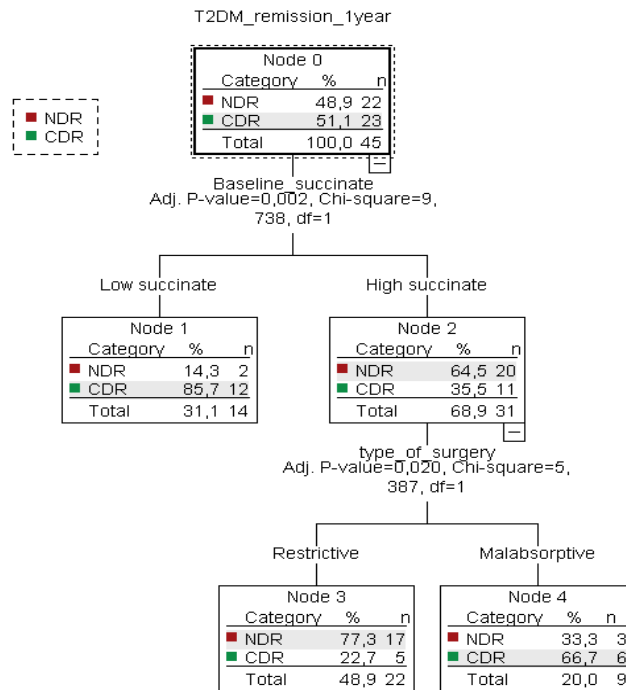 T2DM_remission_1year
NDR
CDR
Node 0
Category % n
NDR 48,9 22
CDR 51,1 23
Total 100,0 45
Baseline_succinate
Adj. P-value=0,002, Chi-square=9,
738, df=1
Low succinate
High succinate
Node 1
Category % n
NDR 14,3 2
CDR 85,7 12
Total 31,1 14
Node 2
Category % n
NDR 64,5 20
CDR 35,5 11
Total 68,9 31
type_of_surgery
Adj. P-value=0,020, Chi-square=5,
387, df=1
Restrictive
Malabsorptive
Node 3
Category % n
NDR 77,3 17
CDR 22,7 5
Total 48,9 22
Node 4
Category % n
NDR 33,3 3
CDR 66,7 6
Total 20,0 9